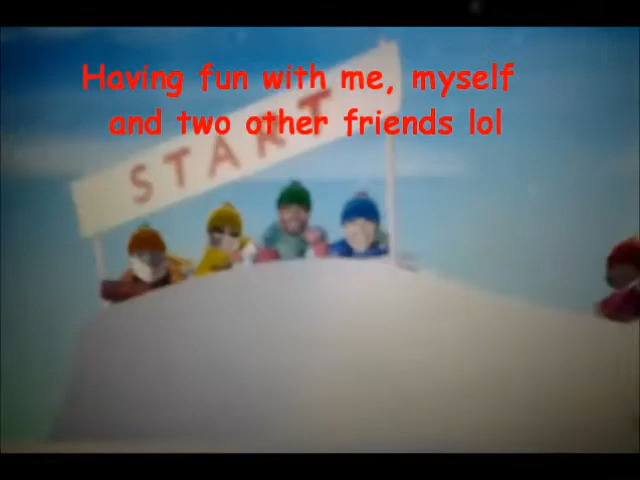 Having fun with me, myself
and two other friends lol
START